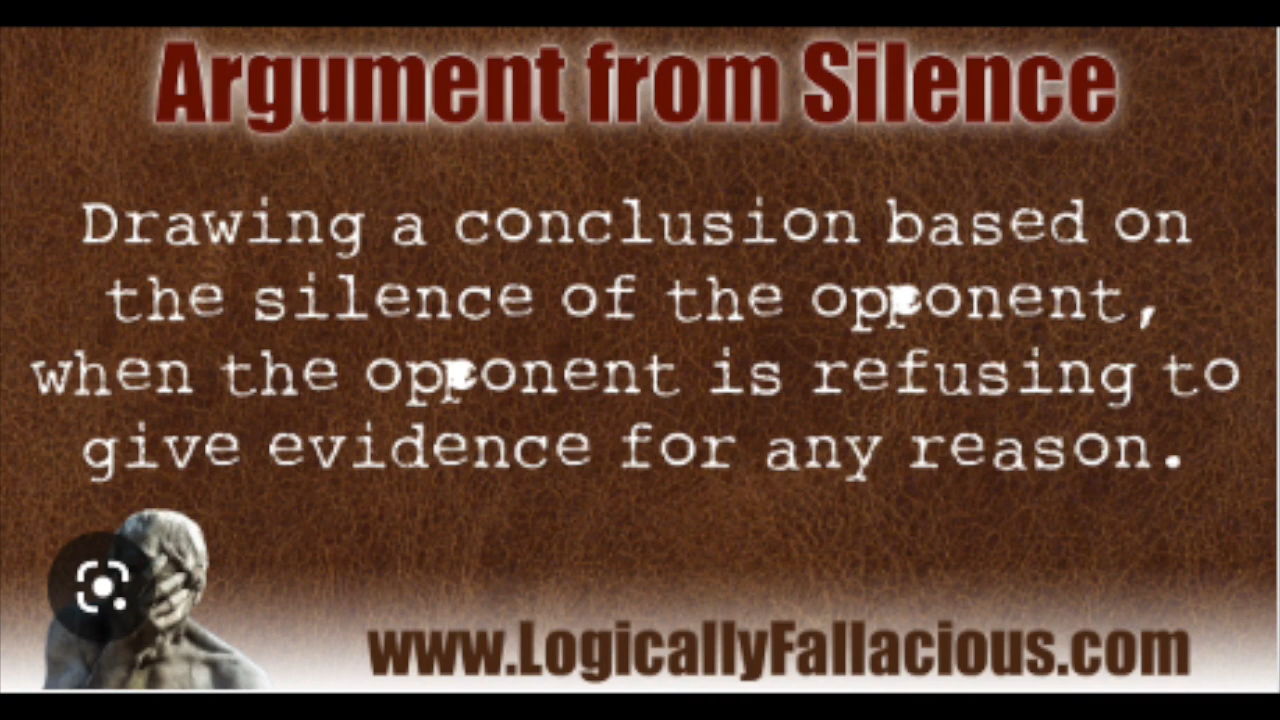 Argument from Silence
Drawing a conclusion based on
the silence of the opponent,
when the opponent is refusing to
give evidence for any reason.
www.LogicallyFallacious.com